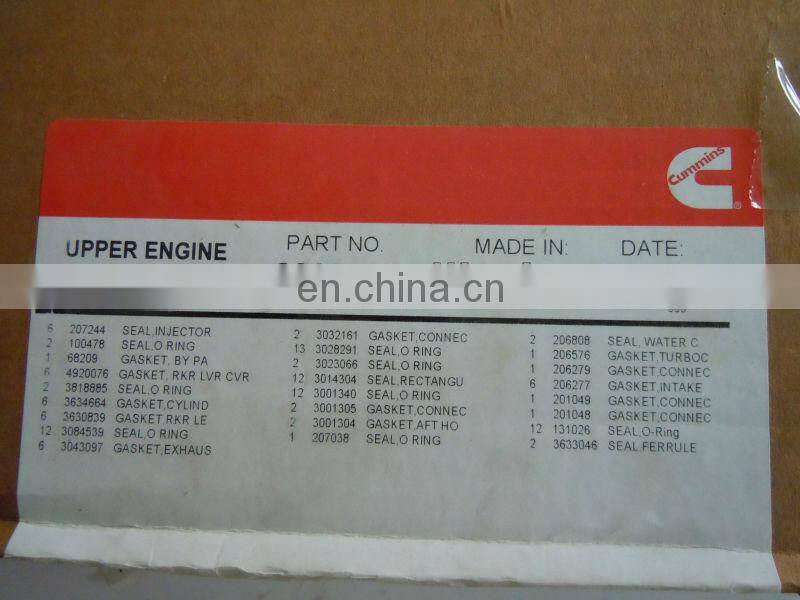 Cummins
®
UPPER ENGINE PART NO. MADE IN: DATE:
en.china.cn
6 207244 SEAL,INJECTOR
2 100478 SEAL,O RING
1 68209 GASKET, BY PA
6 4920076 GASKET, RKR LVR CVR
2 3818885 SEAL,O RING
6 3634664 GASKET,CYLIND
6 3630839 GASKET,RKR LE
12 3084539 SEAL,O RING
6 3043097 GASKET,EXHAUS
2 3032161 GASKET,CONNEC
13 3028291 SEAL,O RING
2 3023066 SEAL,O RING
12 3014304 SEAL,RECTANGU
12 3001340 SEAL,O RING
2 3001305 GASKET,CONNEC
2 3001304 GASKET,AFT HO
1 207038 SEAL,O RING
2 206808 SEAL, WATER C
1 206576 GASKET,TURBOC
1 206279 GASKET,CONNEC
6 206277 GASKET,INTAKE
1 201049 GASKET,CONNEC
1 201048 GASKET,CONNEC
12 131026 SEAL,O-Ring
2 3633046 SEAL,FERRULE